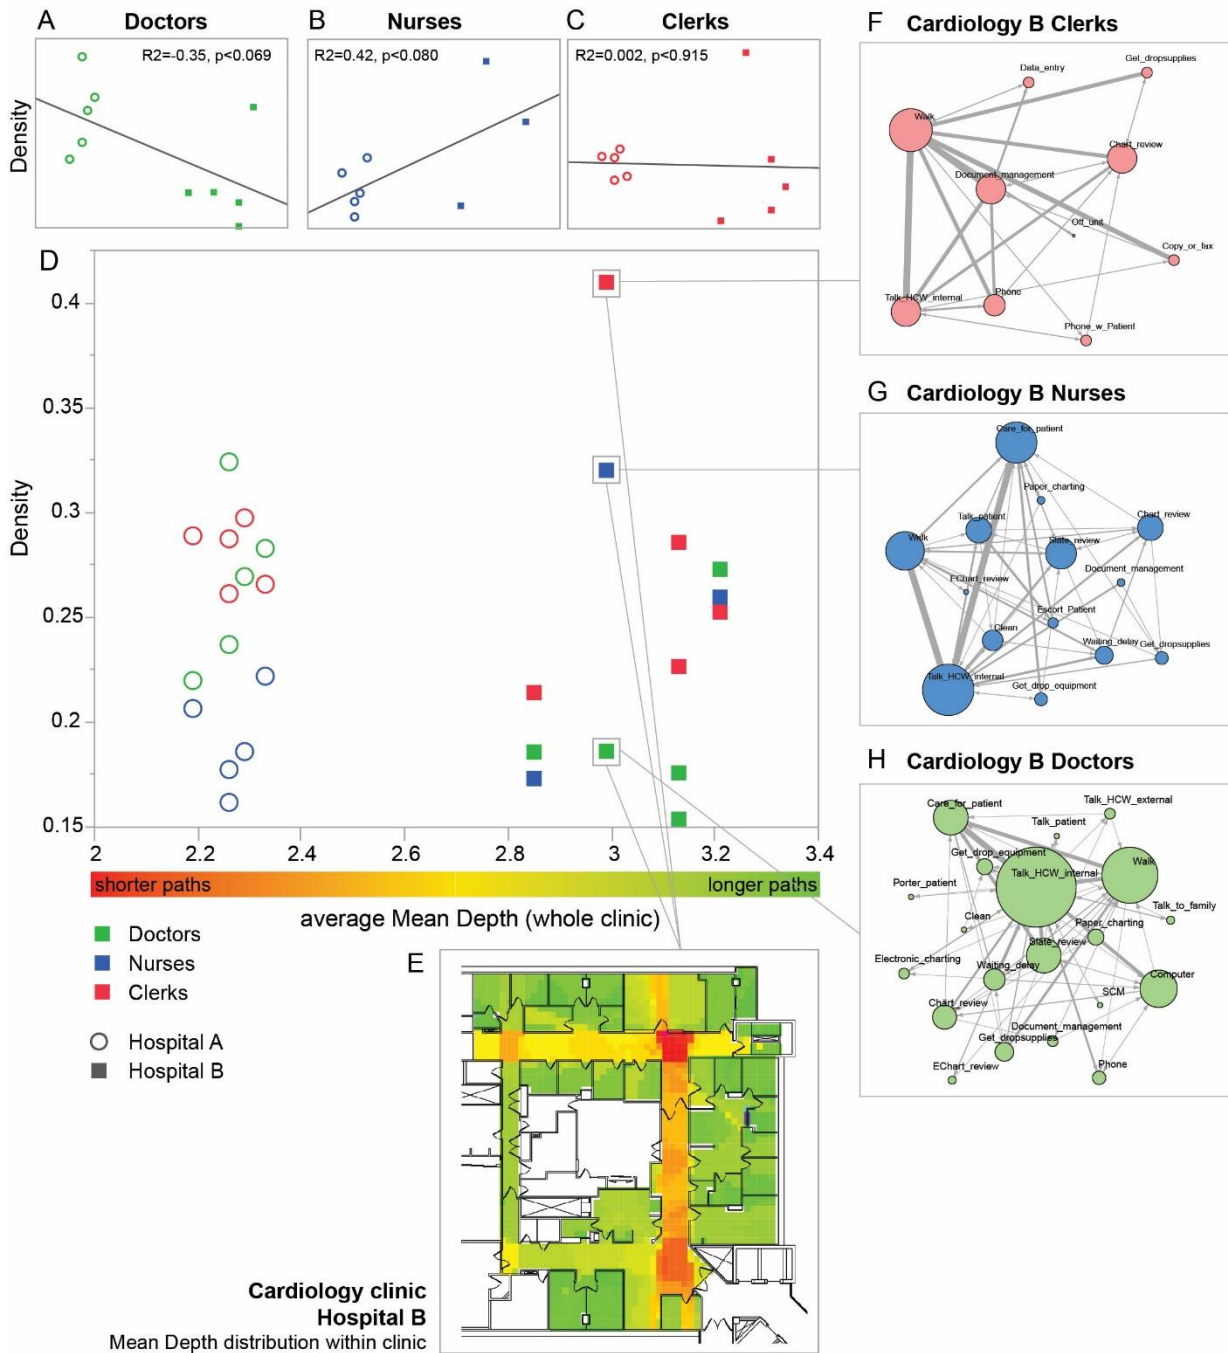 A Doctors
R2=-0.35, p<0.069
B Nurses
R2=0.42, p<0.080
C Clerks
R2=0.002, p<0.915
Density
D
0.4
0.35
0.3
0.25
0.2
0.15
Density
2 2.2 2.4 2.6 2.8 3 3.2 3.4
shorter paths longer paths
average Mean Depth (whole clinic)
Doctors
Nurses
Clerks
Hospital A
Hospital B
E
Cardiology clinic
Hospital B
Mean Depth distribution within clinic
F Cardiology B Clerks
Get_dropsupplies
Data_entry
Walk
Chart_review
Document_management
Off_unit
Copy_or_fax
Talk_HCW_internal
Phone
Phone_w_Patient
G Cardiology B Nurses
Care_for_patient
Paper_charting
Talk_patient
Chart_review
Walk
Slate_review
Document_management
EChart_review
Escort_Patient
Clean
Waiting_delay
Get_dropsupplies
Talk_HCW_internal
Get_drop_equipment
H Cardiology B Doctors
Care_for_patient
Talk_HCW_external
Talk_patient
Get_drop_equipment
Walk
Talk_HCW_internal
Porter_patient
Talk_to_family
Clean
Paper_charting
Slate_review
Electronic_charting
Waiting_delay
Computer
SCM
Chart_review
Document_management
Get_dropsupplies
EChart_review
Phone